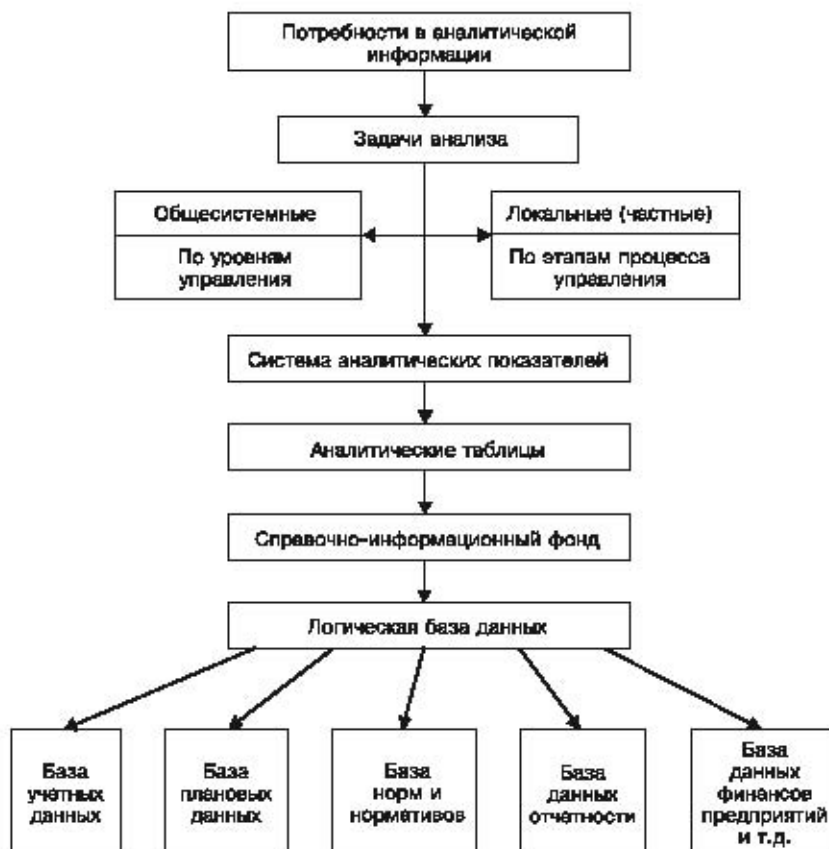 Потребности в аналитической
информации
Задачи анализа
Общесистемные
По уровням
управления
Локальные (частные)
По этапам процесса
управления
Система аналитических показателей
Аналитические таблицы
Справочно-информационный фонд
Логическая база данных
База
учетных
данных
База
плановых
данных
База
норм и
нормативов
База
данных
отчетности
База
данных
финансов
предприятий
и т.д.